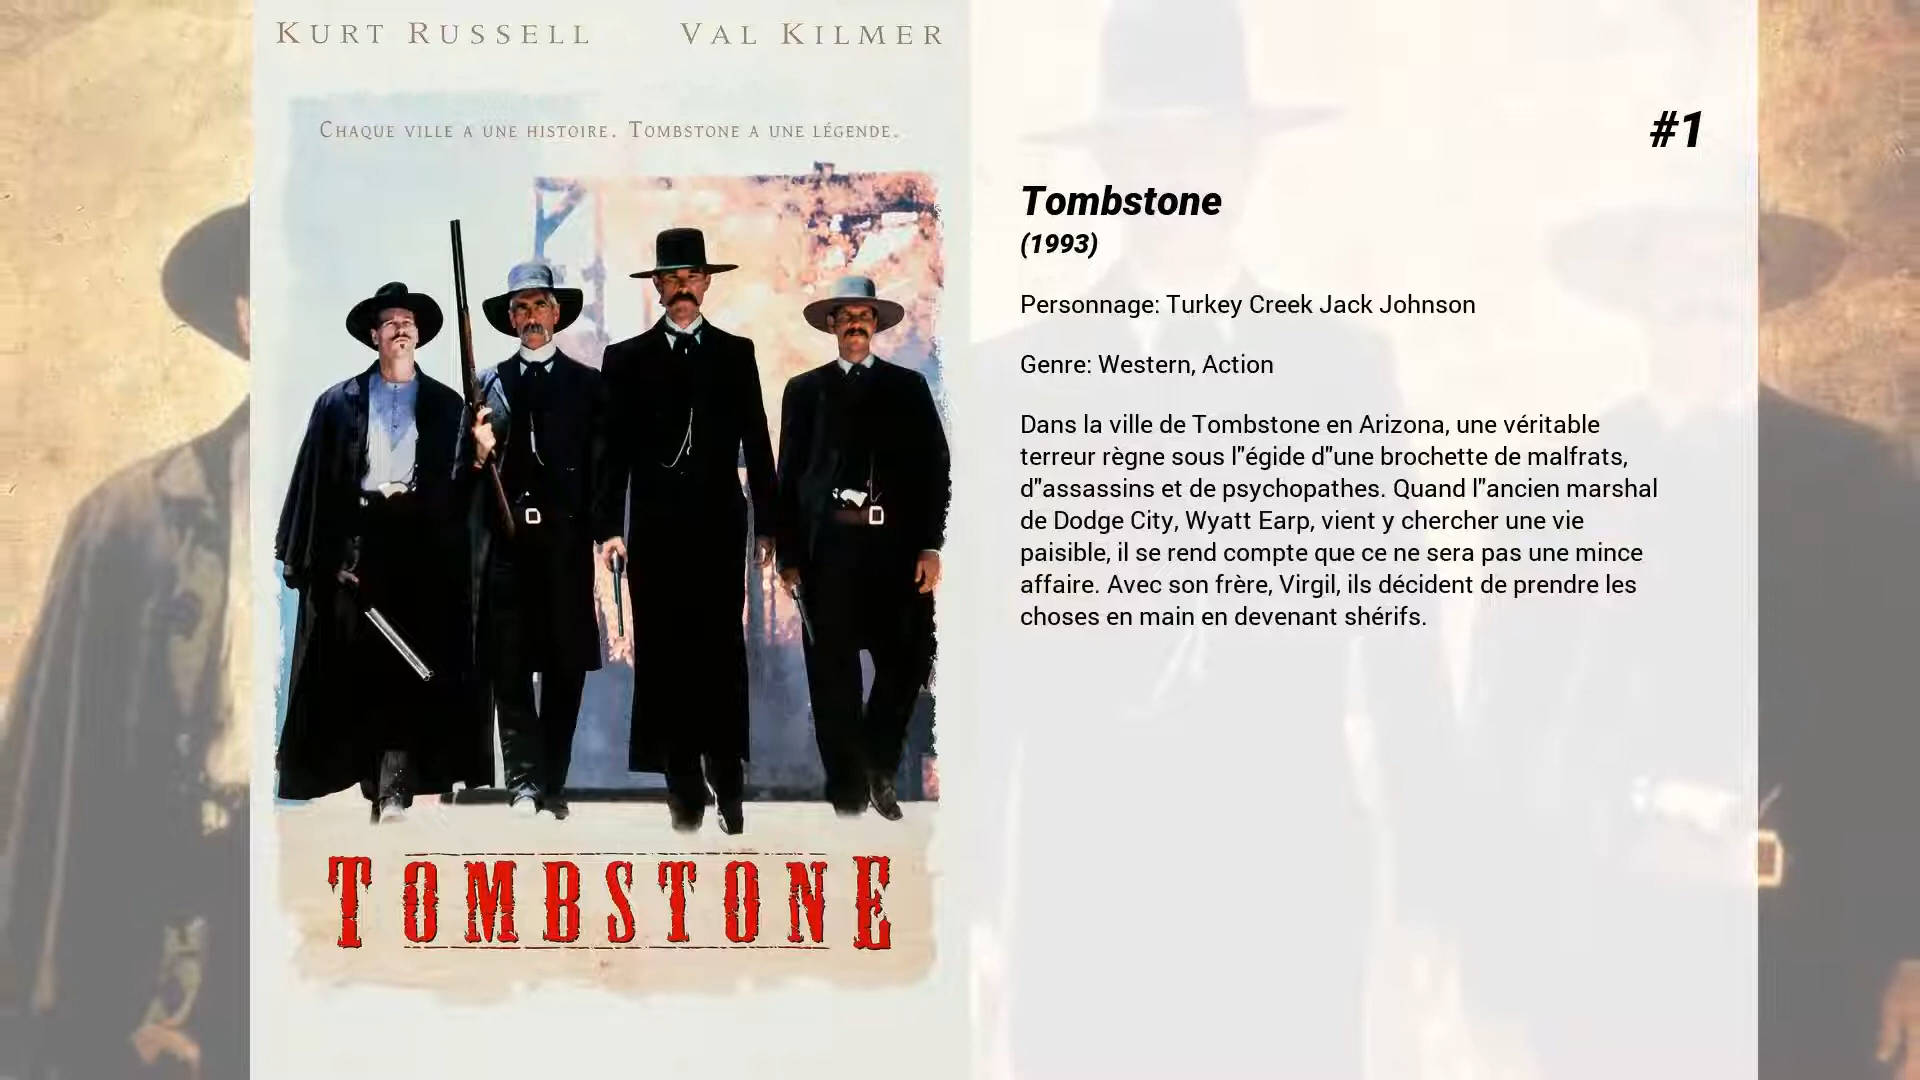 KURT RUSSELL VAL KILMER
CHAQUE VILLE A UNE HISTOIRE. TOMBSTONE A UNE LÉGENDE.
TOMBSTONE
#1
Tombstone
(1993)
Personnage: Turkey Creek Jack Johnson
Genre: Western, Action
Dans la ville de Tombstone en Arizona, une véritable
terreur règne sous l"égide d"une brochette de malfrats,
d"assassins et de psychopathes. Quand l"ancien marshal
de Dodge City, Wyatt Earp, vient y chercher une vie
paisible, il se rend compte que ce ne sera pas une mince
affaire. Avec son frère, Virgil, ils décident de prendre les
choses en main en devenant shérifs.